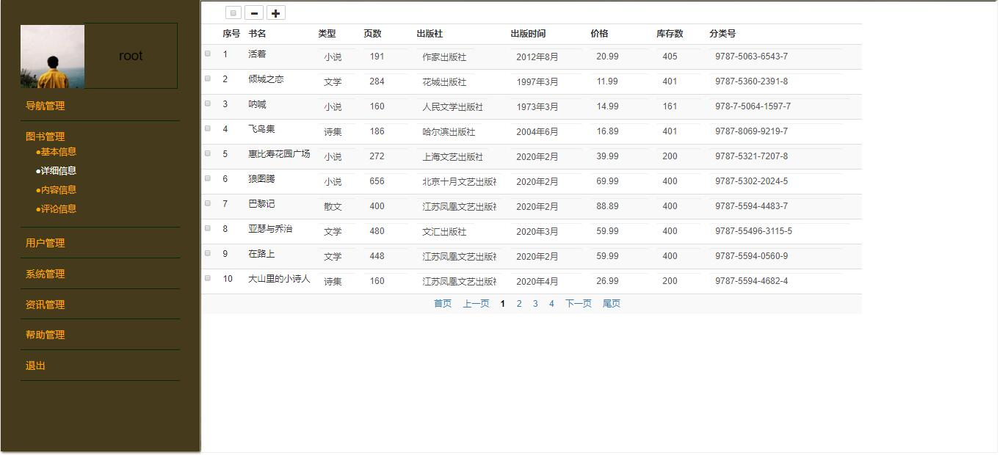 root
导航管理
图书管理
●基本信息
●详细信息
●内容信息
●评论信息
用户管理
系统管理
资讯管理
帮助管理
退出
序号 书名 类型 页数 出版社 出版时间 价格 库存数 分类号
1 活着 小说 191 作家出版社 2012年8月 20.99 405 9787-5063-6543-7
2 倾城之恋 文学 284 花城出版社 1997年3月 11.99 401 9787-5360-2391-8
3 呐喊 小说 160 人民文学出版社 1973年3月 14.99 161 978-7-5064-1597-7
4 飞鸟集 诗集 186 哈尔滨出版社 2004年6月 16.89 401 9787-8069-9219-7
5 惠比寿花园广场 小说 272 上海文艺出版社 2020年2月 39.99 200 9787-5321-7207-8
6 狼图腾 小说 656 北京十月文艺出版 2020年2月 69.99 400 9787-5302-2024-5
7 巴黎记 散文 400 江苏凤凰文艺出版 2020年2月 88.89 400 9787-5594-4483-7
8 亚瑟与乔治 文学 480 文汇出版社 2020年3月 59.99 400 9787-55496-3115-5
9 在路上 文学 448 江苏凤凰文艺出版 2020年2月 59.99 400 9787-5594-0560-9
10 大山里的小诗人 诗集 160 江苏凤凰文艺出版 2020年4月 26.99 200 9787-5594-4682-4
首页 上一页 1 2 3 4 下一页 尾页